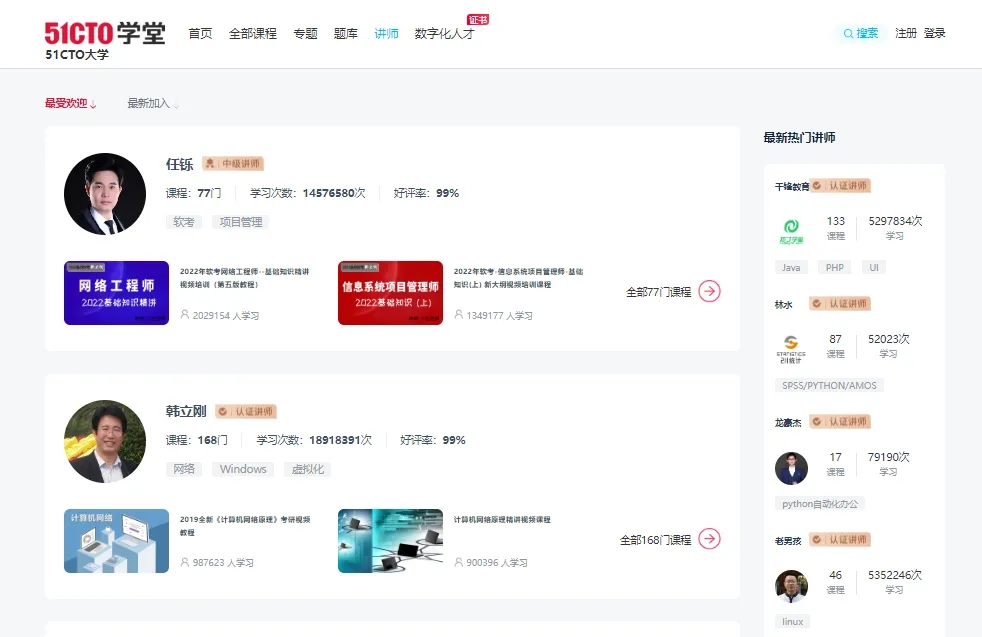 51CTO学堂
51CTO大学
首页 全部课程 专题 题库 讲师 数字化人才 证书
搜索 注册 登录
最受欢迎↓ 最新加入
任铄 中级讲师
课程：77门 学习次数：14576580次 好评率：99%
软考 项目管理
网络工程师
2022基础知识精讲
2022年软考网络工程师--基础知识精讲
视频培训（第五版教程）
2029154 人学习
信息系统项目管理师
2022基础知识（上）
2022年软考-信息系统项目管理师-基础
知识(上) 新大纲视频培训课程
1349177 人学习
全部77门课程
韩立刚 认证讲师
课程：168门 学习次数：18918391次 好评率：99%
网络 Windows 虚拟化
计算机网络
2019全新《计算机网络原理》考研视频
教程
987623 人学习
计算机网络原理精讲视频课程
900396 人学习
全部168门课程
最新热门讲师
千锋教育 认证讲师
133 5297834次
课程 学习
Java PHP UI
林水 认证讲师
STATISTICS
87 52023次
课程 学习
SPSS/PYTHON/AMOS
龙豪杰 认证讲师
17 79190次
课程 学习
python自动化办公
老男孩 认证讲师
46 5352246次
课程 学习
linux